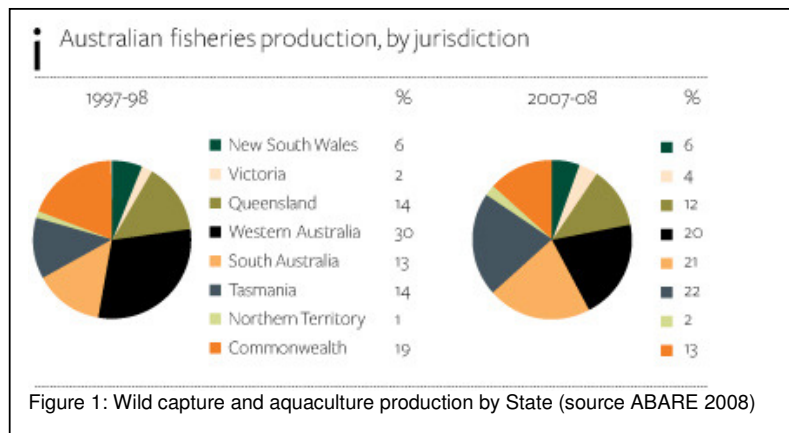 i Australian fisheries production, by jurisdiction
1997-98 % 2007-08 %
New South Wales 6 6
Victoria 2 4
Queensland 14 12
Western Australia 30 20
South Australia 13 21
Tasmania 14 22
Northern Territory 1 2
Commonwealth 19 13
Figure 1: Wild capture and aquaculture production by State (source ABARE 2008)